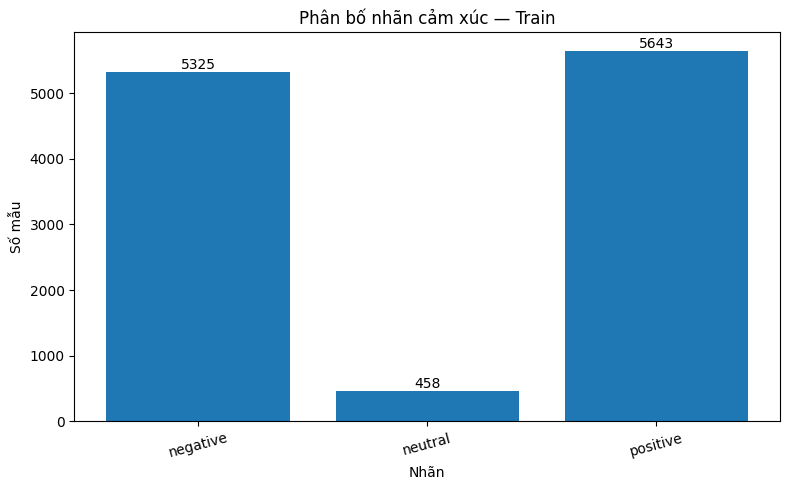 Phân bố nhãn cảm xúc — Train
Số mẫu
5000
4000
3000
2000
1000
0
5325
458
5643
negative
neutral
positive
Nhãn